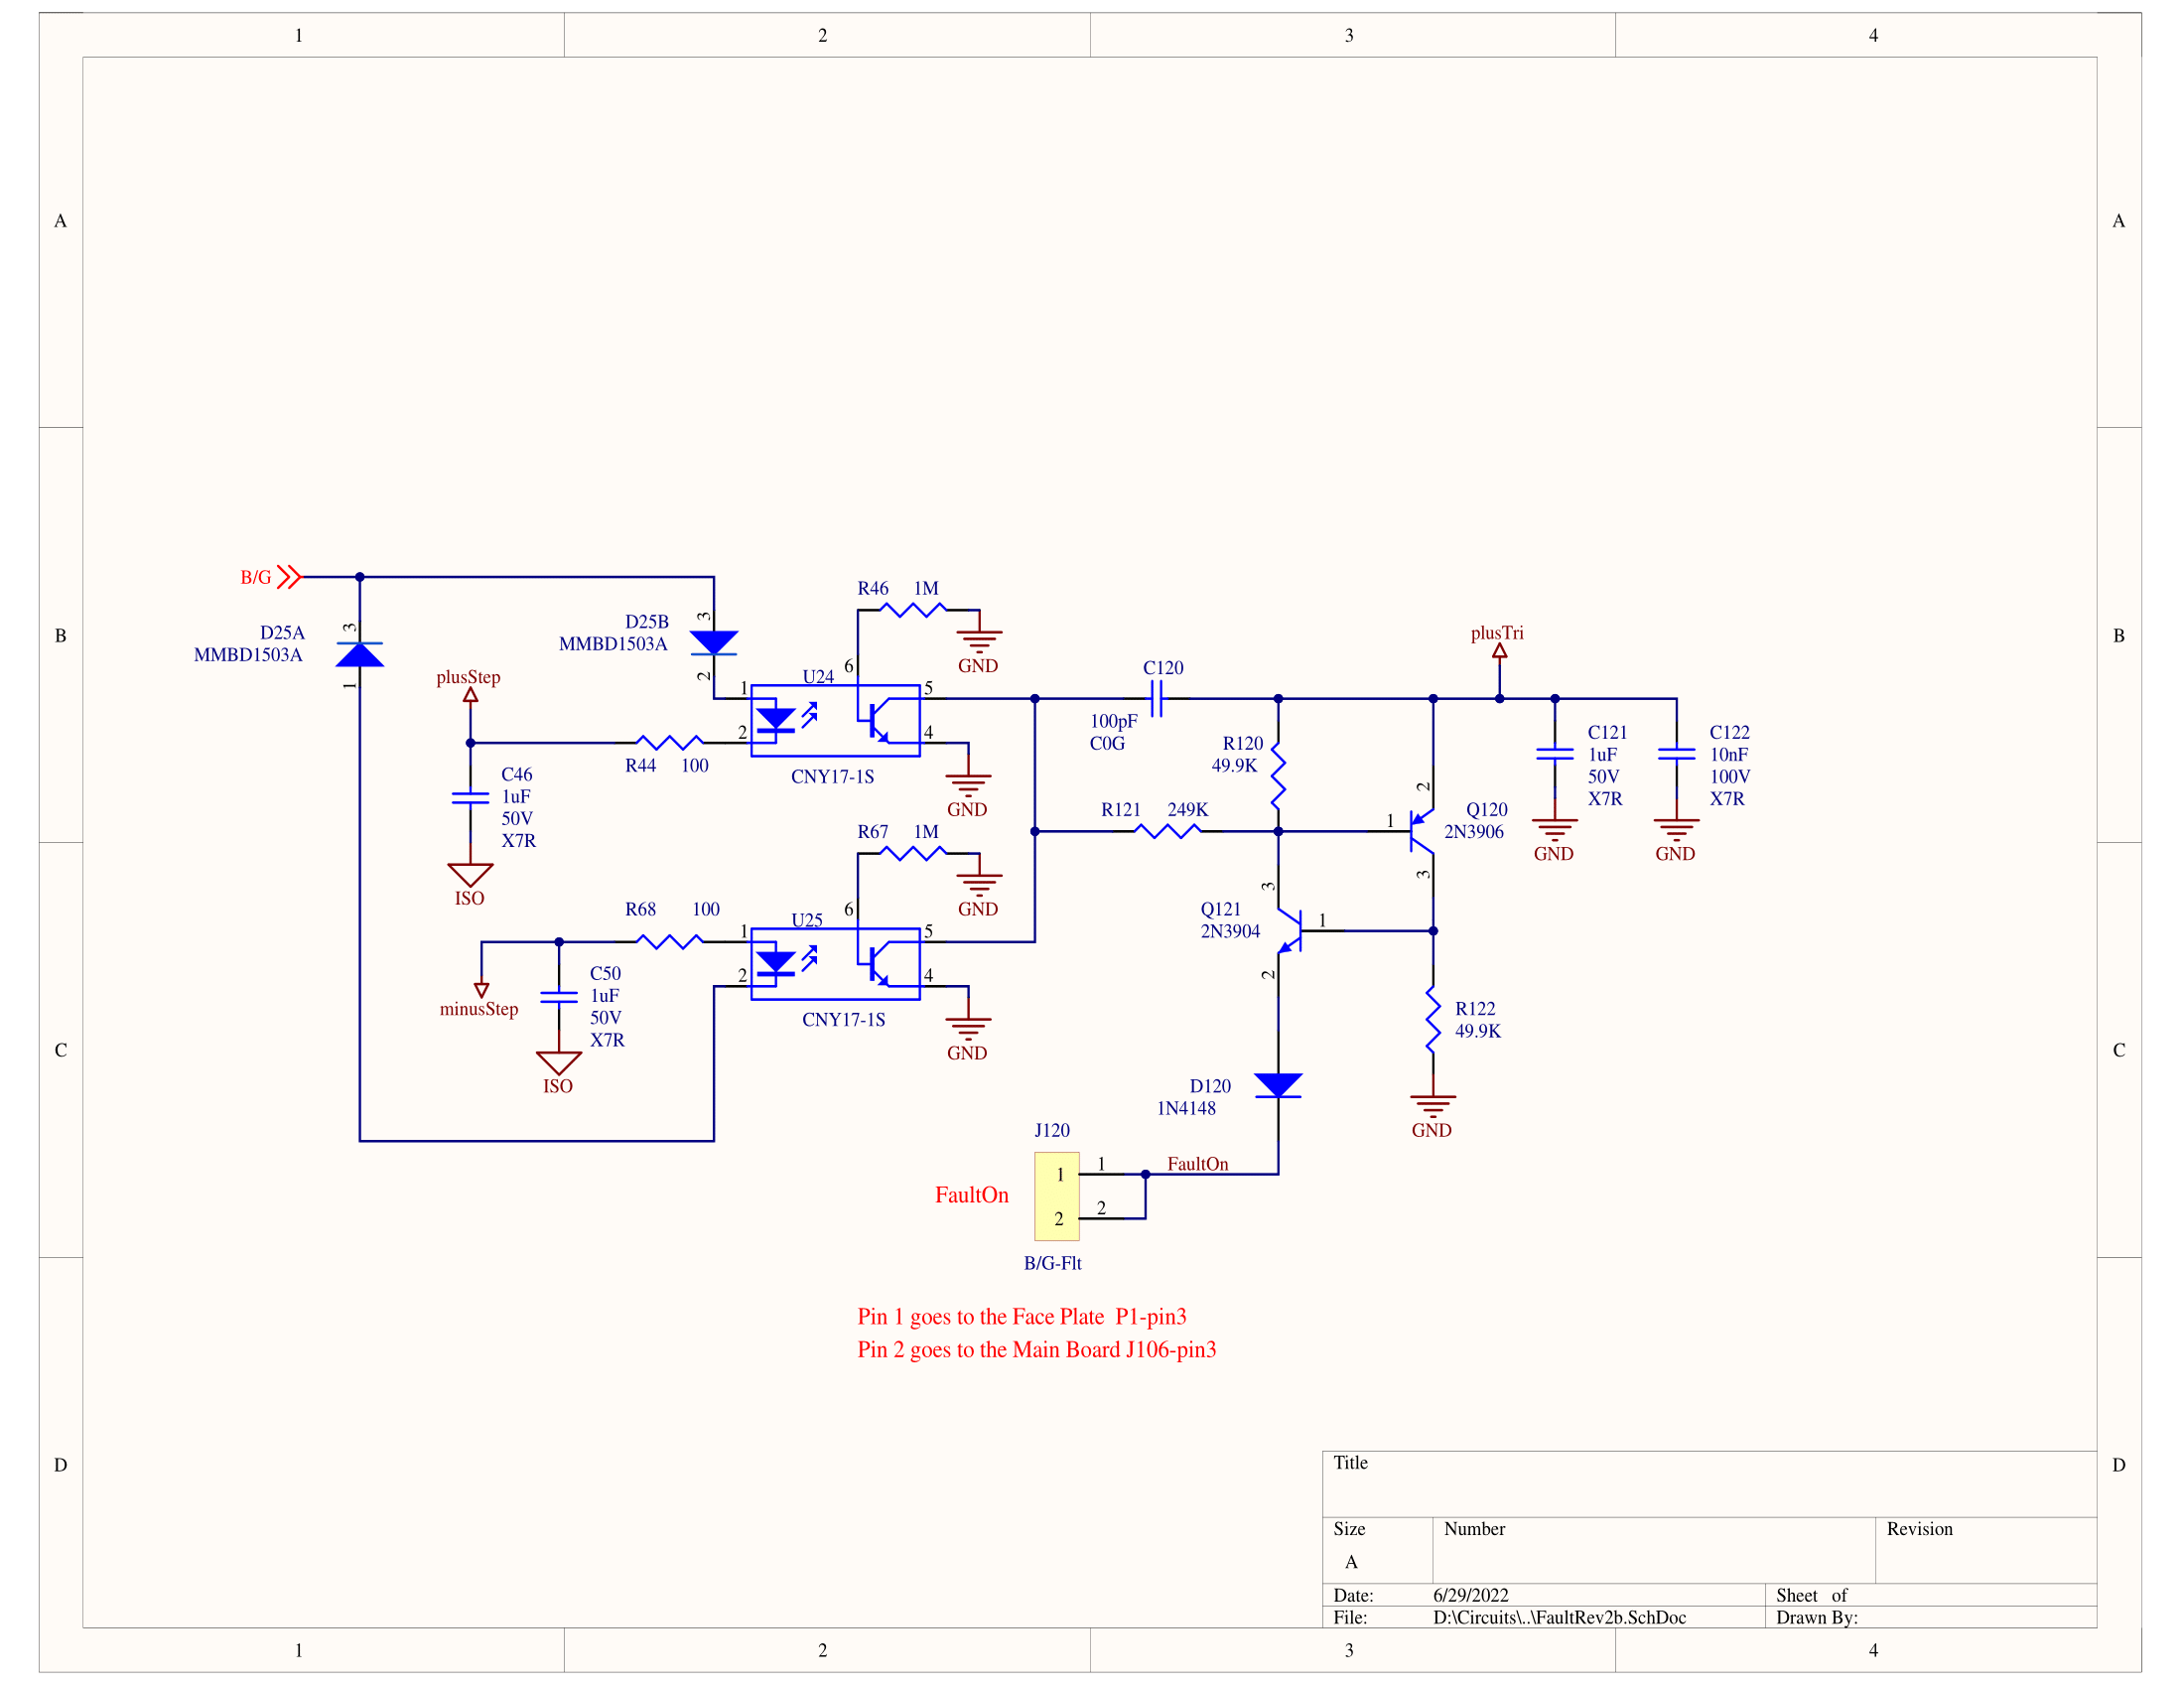 1 2 3 4
A A
B/G
R46 1M
D25B
MMBD1503A
3
D25A
MMBD1503A
3
B B
plusTri
GND
6
C120
plusStep
1
2
U24
1
5
100pF
C0G
2
4
R44 100
CNY17-1S
R120
49.9K
C121
1uF
50V
X7R
C122
10nF
100V
X7R
C46
1uF
50V
X7R
GND
2
R121 249K
1
Q120
2N3906
R67 1M
GND
GND
ISO
3
3
GND
6
R68 100
U25
1
5
Q121
2N3904
1
2
4
2
C50
1uF
50V
X7R
minusStep
CNY17-1S
R122
49.9K
GND
C C
ISO
D120
1N4148
GND
J120
1
1
FaultOn
FaultOn
2
2
B/G-Flt
Pin 1 goes to the Face Plate P1-pin3
Pin 2 goes to the Main Board J106-pin3
D D
Title
Size Number Revision
A
Date: 6/29/2022 Sheet of
File: D:\Circuits\..\FaultRev2b.SchDoc Drawn By:
1 2 3 4